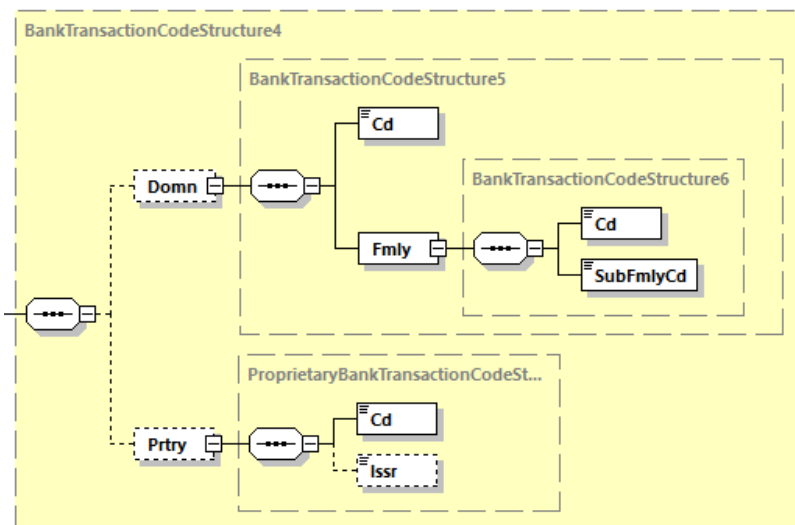 BankTransactionCodeStructure4
BankTransactionCodeStructure5
Cd
Domn
BankTransactionCodeStructure6
Cd
Fmly
SubFmlyCd
ProprietaryBankTransactionCodeSt...
Cd
Prtry
Issr